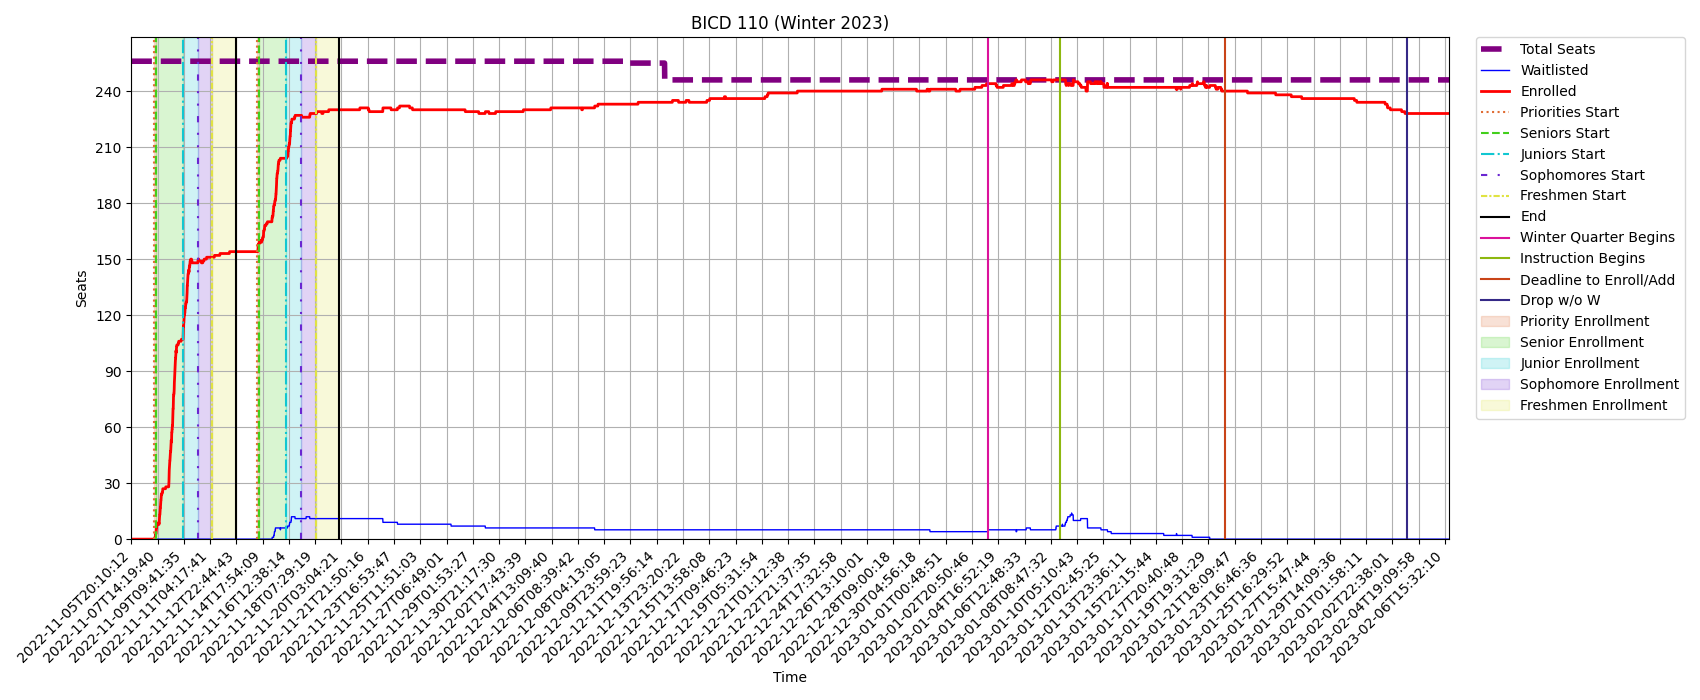 BICD 110 (Winter 2023)
Seats
240
210
180
150
120
90
60
30
0
2022-11-05T20:10:12
2022-11-07T14:19:40
2022-11-09T09:41:35
2022-11-11T04:17:41
2022-11-12T22:44:43
2022-11-14T17:54:09
2022-11-16T12:38:14
2022-11-18T07:29:19
2022-11-20T03:04:21
2022-11-21T21:50:16
2022-11-23T16:53:47
2022-11-25T11:51:03
2022-11-27T06:49:01
2022-11-29T01:53:27
2022-11-30T21:17:30
2022-12-02T17:43:39
2022-12-04T13:09:40
2022-12-06T08:39:42
2022-12-08T04:13:05
2022-12-09T23:59:23
2022-12-11T19:56:14
2022-12-13T23:20:22
2022-12-15T13:58:08
2022-12-17T09:46:23
2022-12-19T05:31:54
2022-12-21T01:12:38
2022-12-22T21:37:35
2022-12-24T17:32:58
2022-12-26T13:10:01
2022-12-28T09:00:18
2022-12-30T04:56:18
2023-01-01T00:48:51
2023-01-02T20:50:46
2023-01-04T16:52:19
2023-01-06T12:48:33
2023-01-08T08:47:32
2023-01-10T05:10:43
2023-01-12T02:45:25
2023-01-13T23:36:11
2023-01-15T22:15:44
2023-01-17T20:40:48
2023-01-19T19:31:29
2023-01-21T18:09:47
2023-01-23T16:46:36
2023-01-25T16:29:52
2023-01-27T15:47:44
2023-01-29T14:09:36
2023-02-01T01:58:11
2023-02-02T22:38:01
2023-02-04T19:09:58
2023-02-06T15:32:10
Time
Total Seats
Waitlisted
Enrolled
Priorities Start
Seniors Start
Juniors Start
Sophomores Start
Freshmen Start
End
Winter Quarter Begins
Instruction Begins
Deadline to Enroll/Add
Drop w/o W
Priority Enrollment
Senior Enrollment
Junior Enrollment
Sophomore Enrollment
Freshmen Enrollment